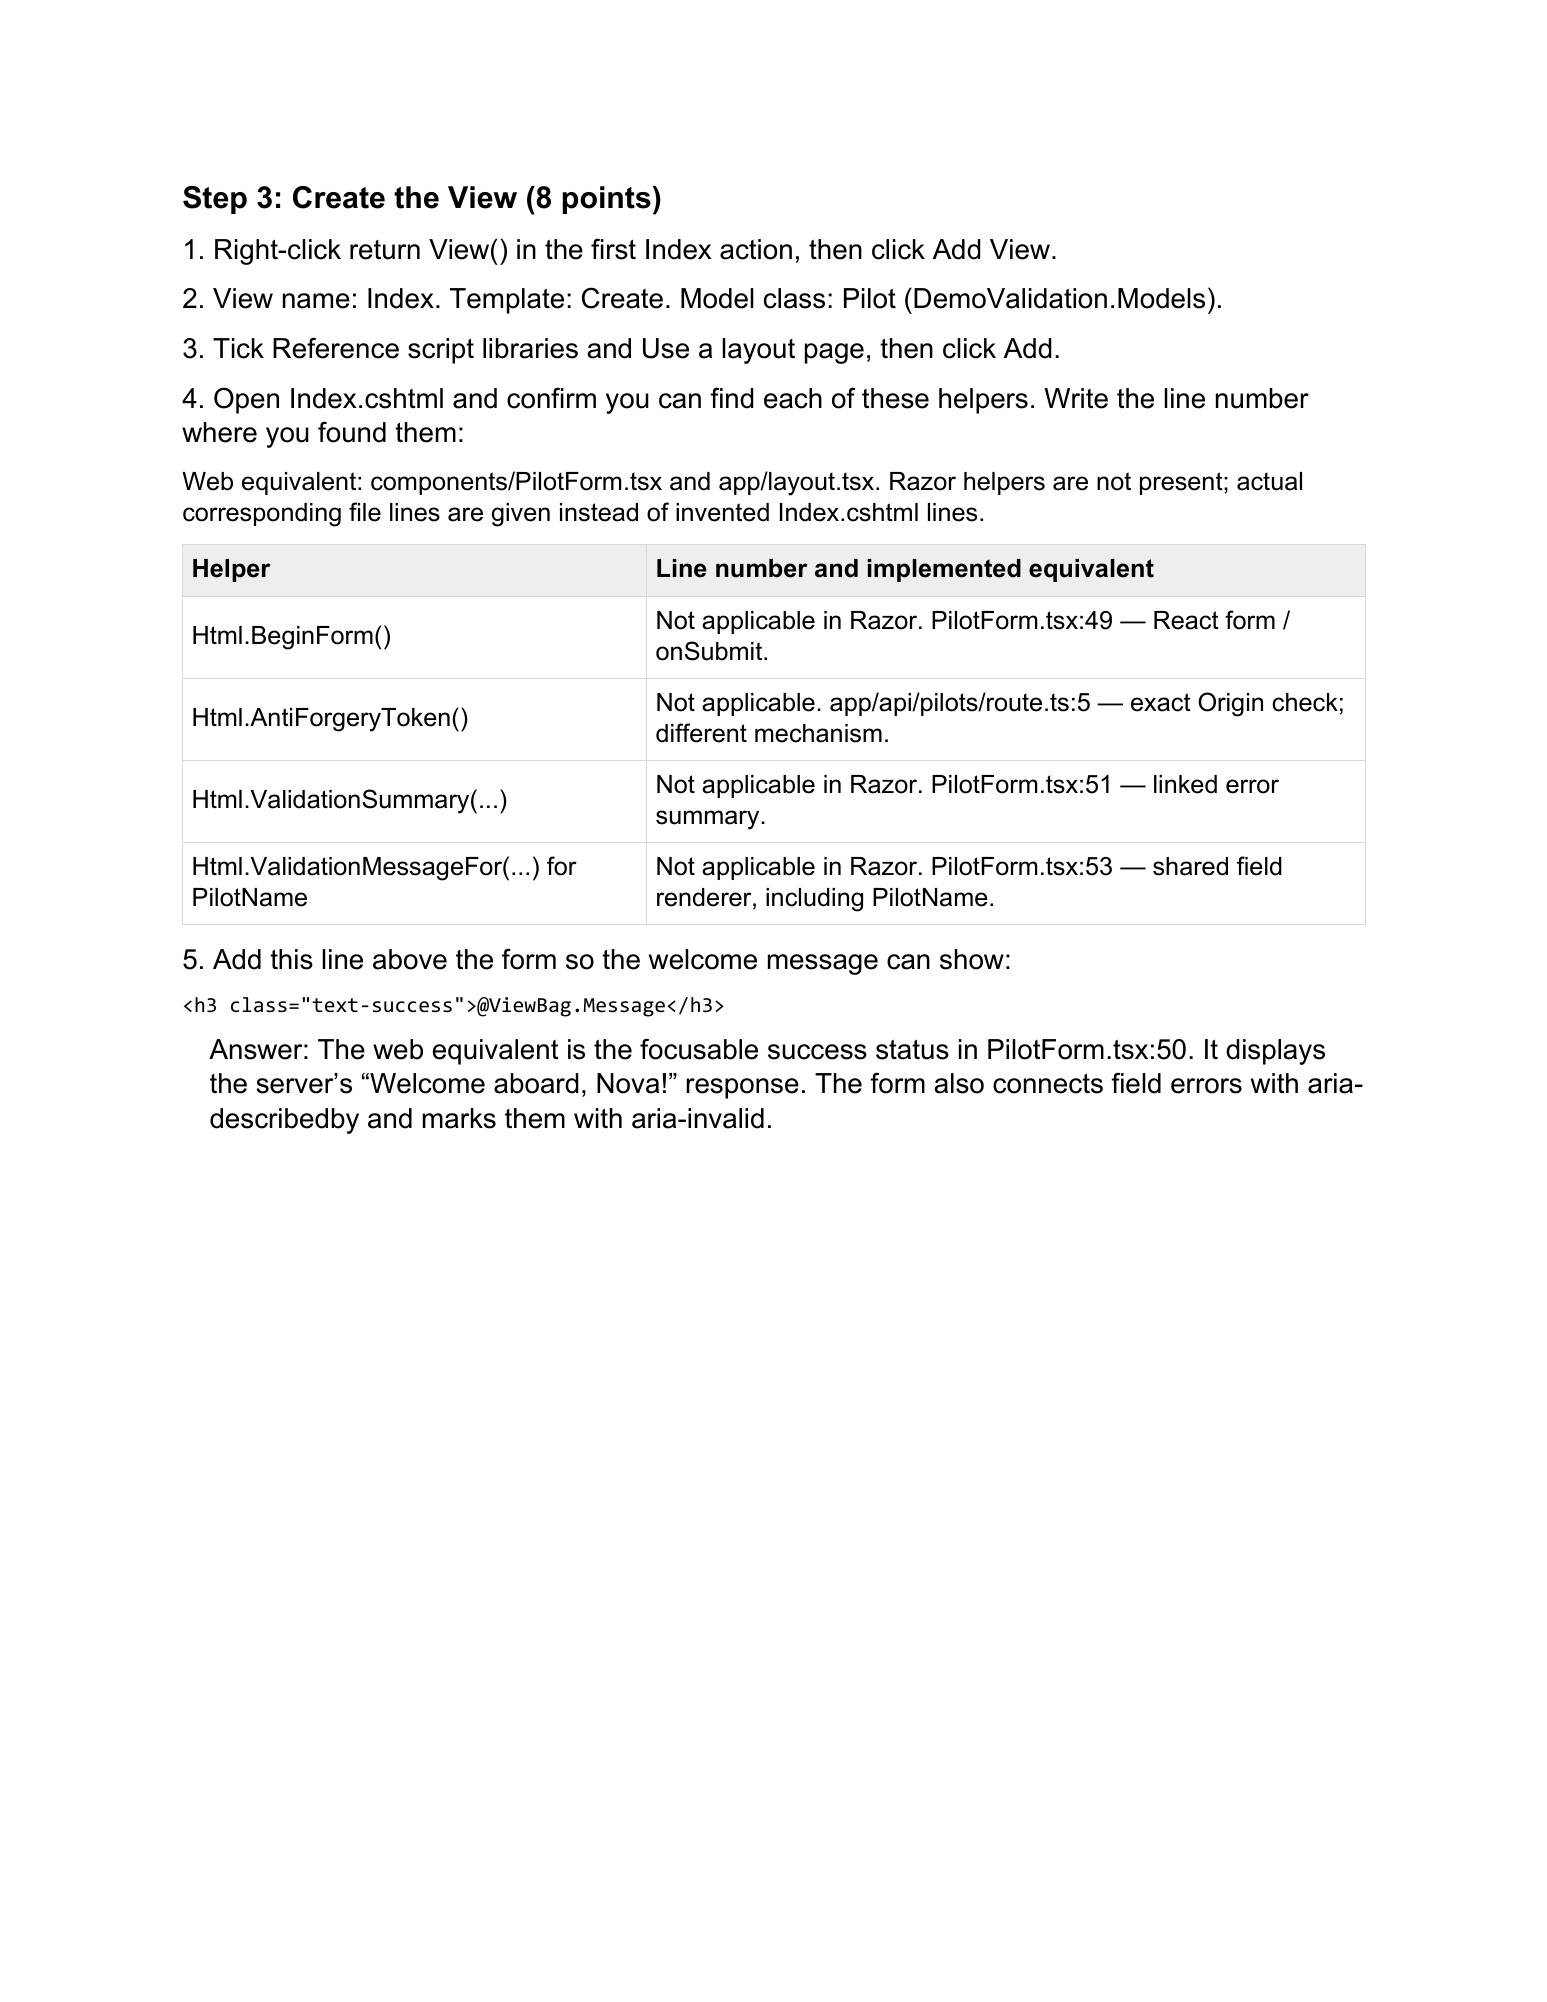 Step 3: Create the View (8 points)
1. Right-click return View() in the first Index action, then click Add View.
2. View name: Index. Template: Create. Model class: Pilot (DemoValidation.Models).
3. Tick Reference script libraries and Use a layout page, then click Add.
4. Open Index.cshtml and confirm you can find each of these helpers. Write the line number
where you found them:
Web equivalent: components/PilotForm.tsx and app/layout.tsx. Razor helpers are not present; actual
corresponding file lines are given instead of invented Index.cshtml lines.
Helper
Line number and implemented equivalent
Html.BeginForm()
Not applicable in Razor. PilotForm.tsx:49 — React form /
onSubmit.
Html.AntiForgeryToken()
Not applicable. app/api/pilots/route.ts:5 — exact Origin check;
different mechanism.
Html.ValidationSummary(...)
Not applicable in Razor. PilotForm.tsx:51 — linked error
summary.
Html.ValidationMessageFor(...) for
PilotName
Not applicable in Razor. PilotForm.tsx:53 — shared field
renderer, including PilotName.
5. Add this line above the form so the welcome message can show:
<h3 class="text-success">@ViewBag.Message</h3>
Answer: The web equivalent is the focusable success status in PilotForm.tsx:50. It displays
the server’s “Welcome aboard, Nova!” response. The form also connects field errors with aria-
describedby and marks them with aria-invalid.